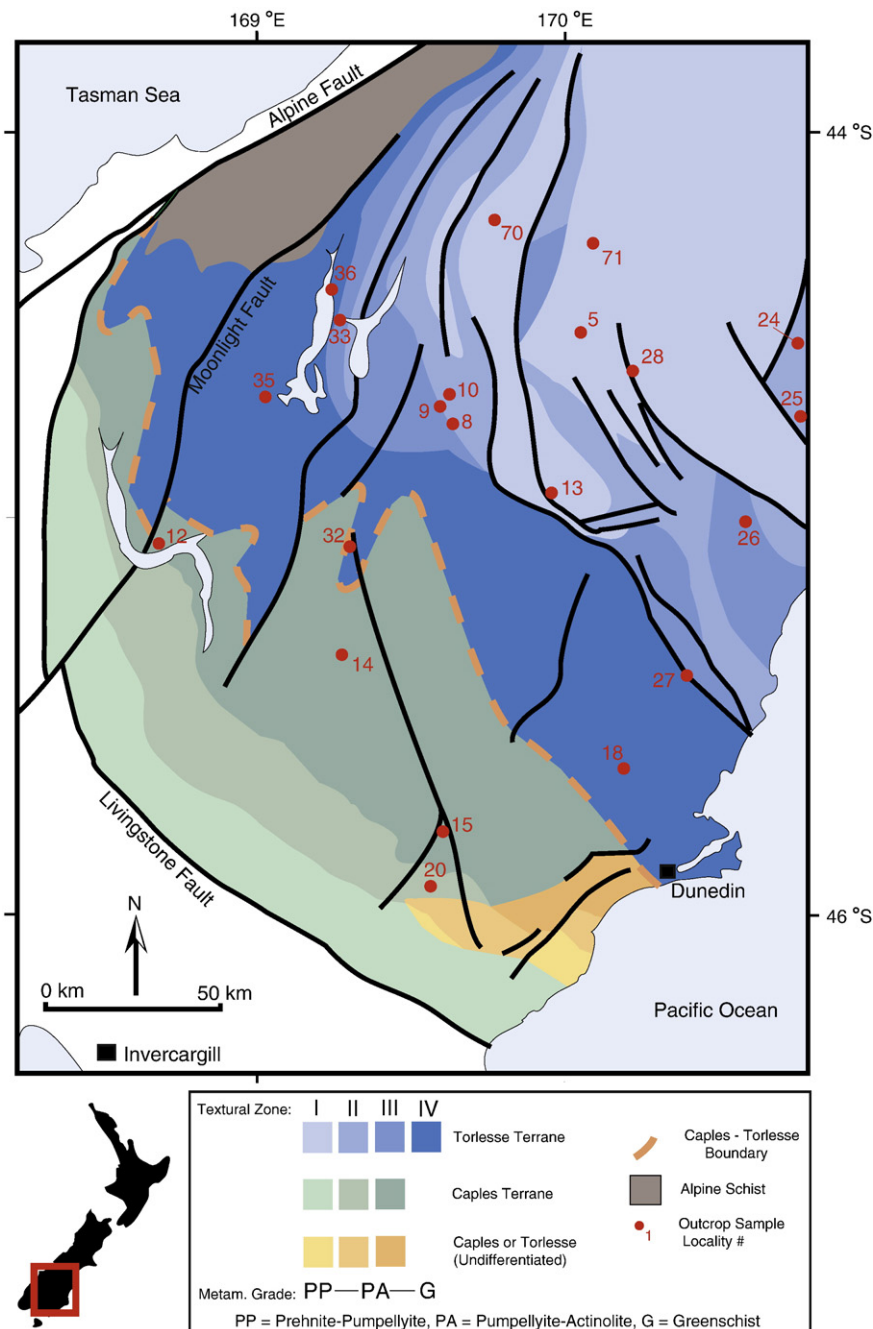 169 °E
170 °E
Tasman Sea
Alpine Fault
44 °S
70
71
36
33
5
24
Moonlight Fault
28
35
10
9
8
25
13
12
32
26
14
27
18
15
Livingstone Fault
20
Dunedin
46 °S
N
0 km
50 km
Pacific Ocean
Invercargill
Textural Zone: I II III IV
Torlesse Terrane
Caples - Torlesse
Boundary
Caples Terrane
Alpine Schist
Caples or Torlesse
(Undifferentiated)
1
Outcrop Sample
Locality #
Metam. Grade: PP—PA—G
PP = Prehnite-Pumpellyite, PA = Pumpellyite-Actinolite, G = Greenschist